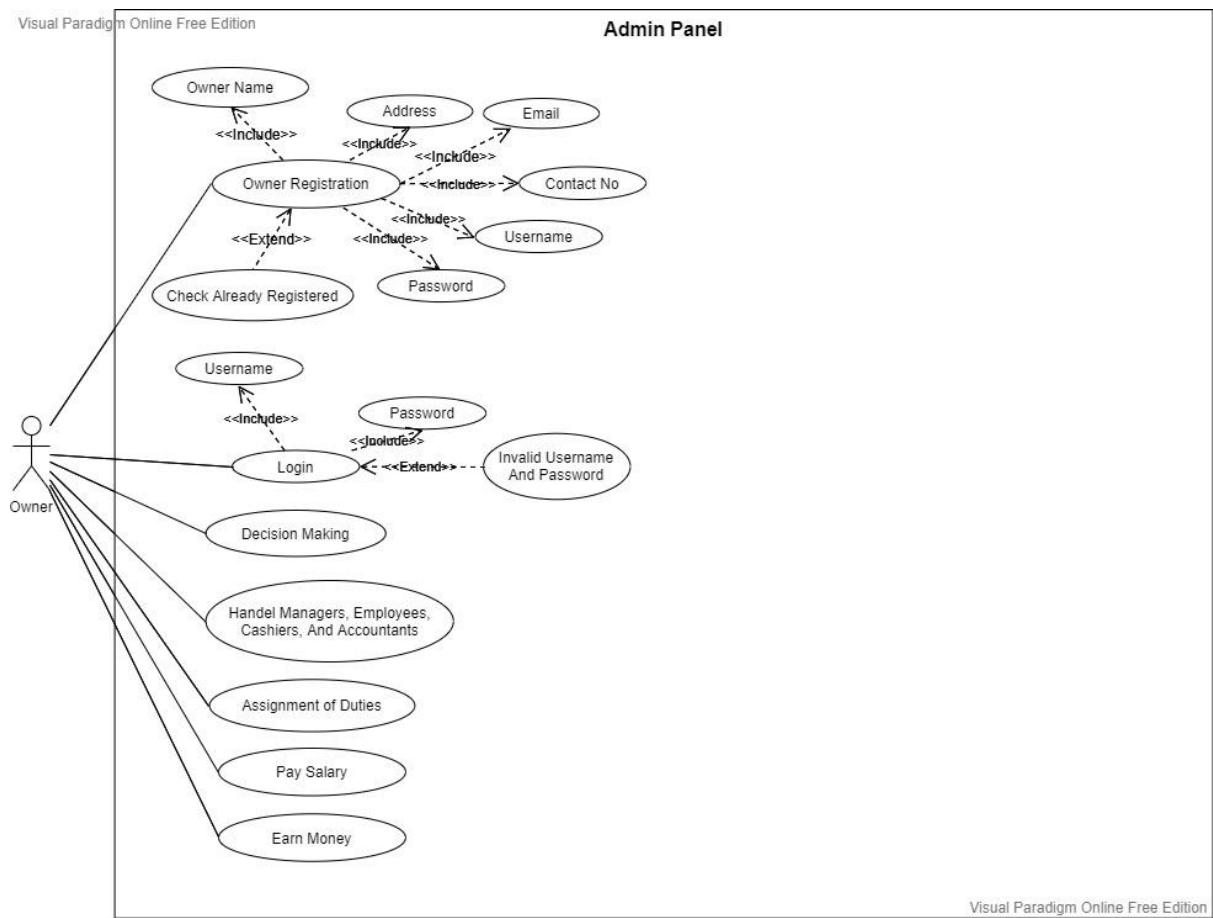 Visual Paradigm Online Free Edition
Admin Panel
Owner Name
Address
Email
<<Include>>
<<Include>>
<<Include>>
Owner Registration
<<Include>>
Contact No
<<Include>>
<<Extend>>
<<Include>>
Username
Check Already Registered
Password
Username
<<Include>>
Password
<<Include>>
Login
<<Extend>>
Invalid Username
And Password
Owner
Decision Making
Handel Managers, Employees,
Cashiers, And Accountants
Assignment of Duties
Pay Salary
Earn Money
Visual Paradigm Online Free Edition